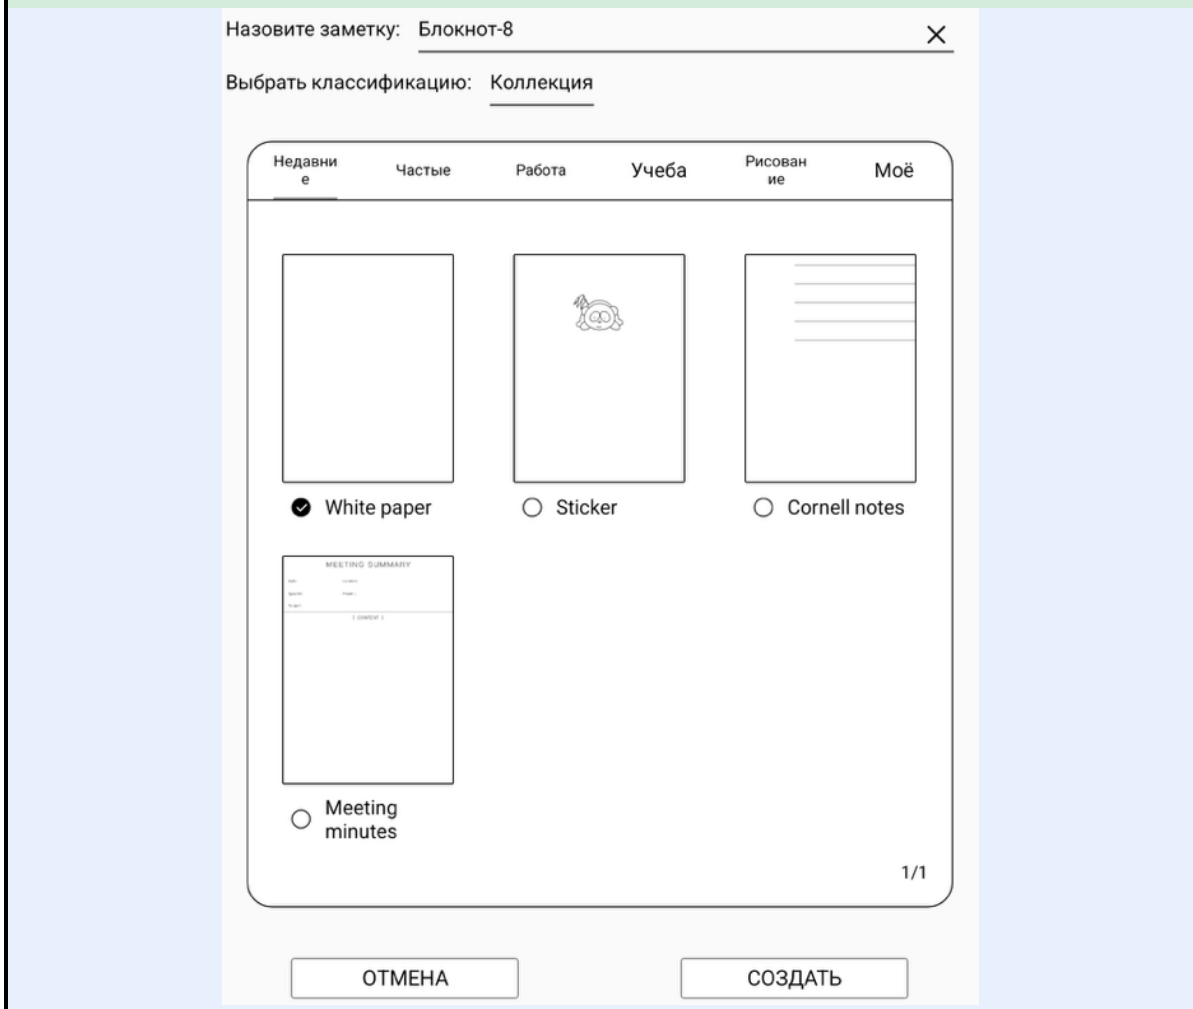 Назовите заметку: Блокнот-8
Выбрать классификацию: Коллекция
Недавни
е
Частые
Работа
Учеба
Рисован
ие
Моё
White paper
Sticker
Cornell notes
MEETING SUMMARY
[ CONTENT ]
Meeting
minutes
1/1
ОТМЕНА
СОЗДАТЬ